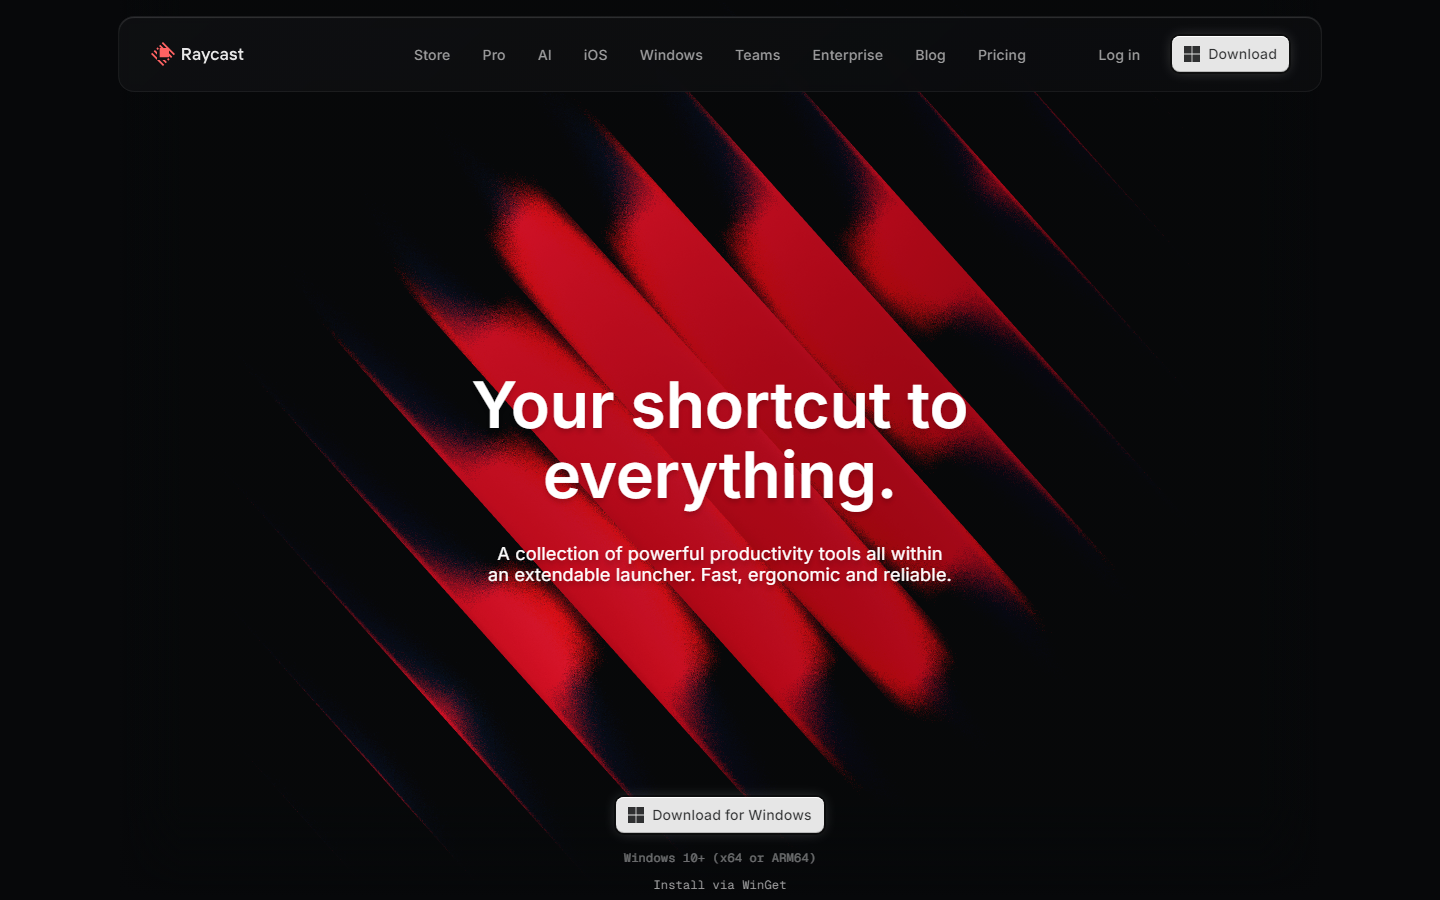 Raycast
Store
Pro
AI
iOS
Windows
Teams
Enterprise
Blog
Pricing
Log in
Download
Your shortcut to
everything.
A collection of powerful productivity tools all within
an extendable launcher. Fast, ergonomic and reliable.
Download for Windows
Windows 10+ (x64 or ARM64)
Install via WinGet